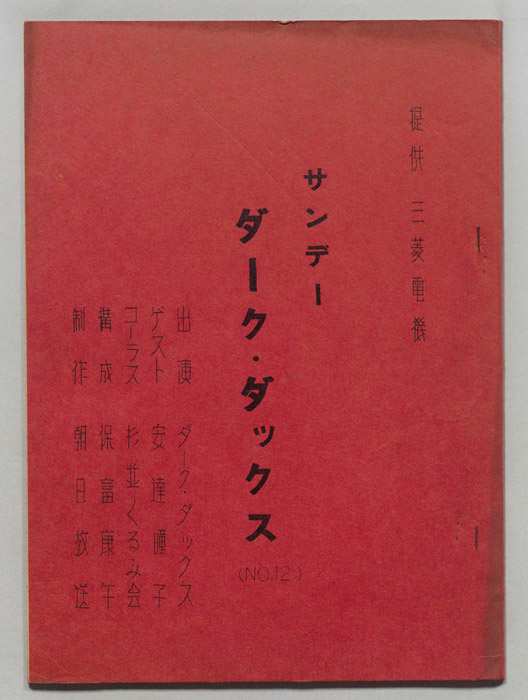 提供 三菱電機
サンデー
ダーク・ダックス
(NO.12)
出演 ダーク・ダックス
ゲスト 安達瞳子
コーラス 杉並くるみ会
構成 保富康午
制作 朝日放送